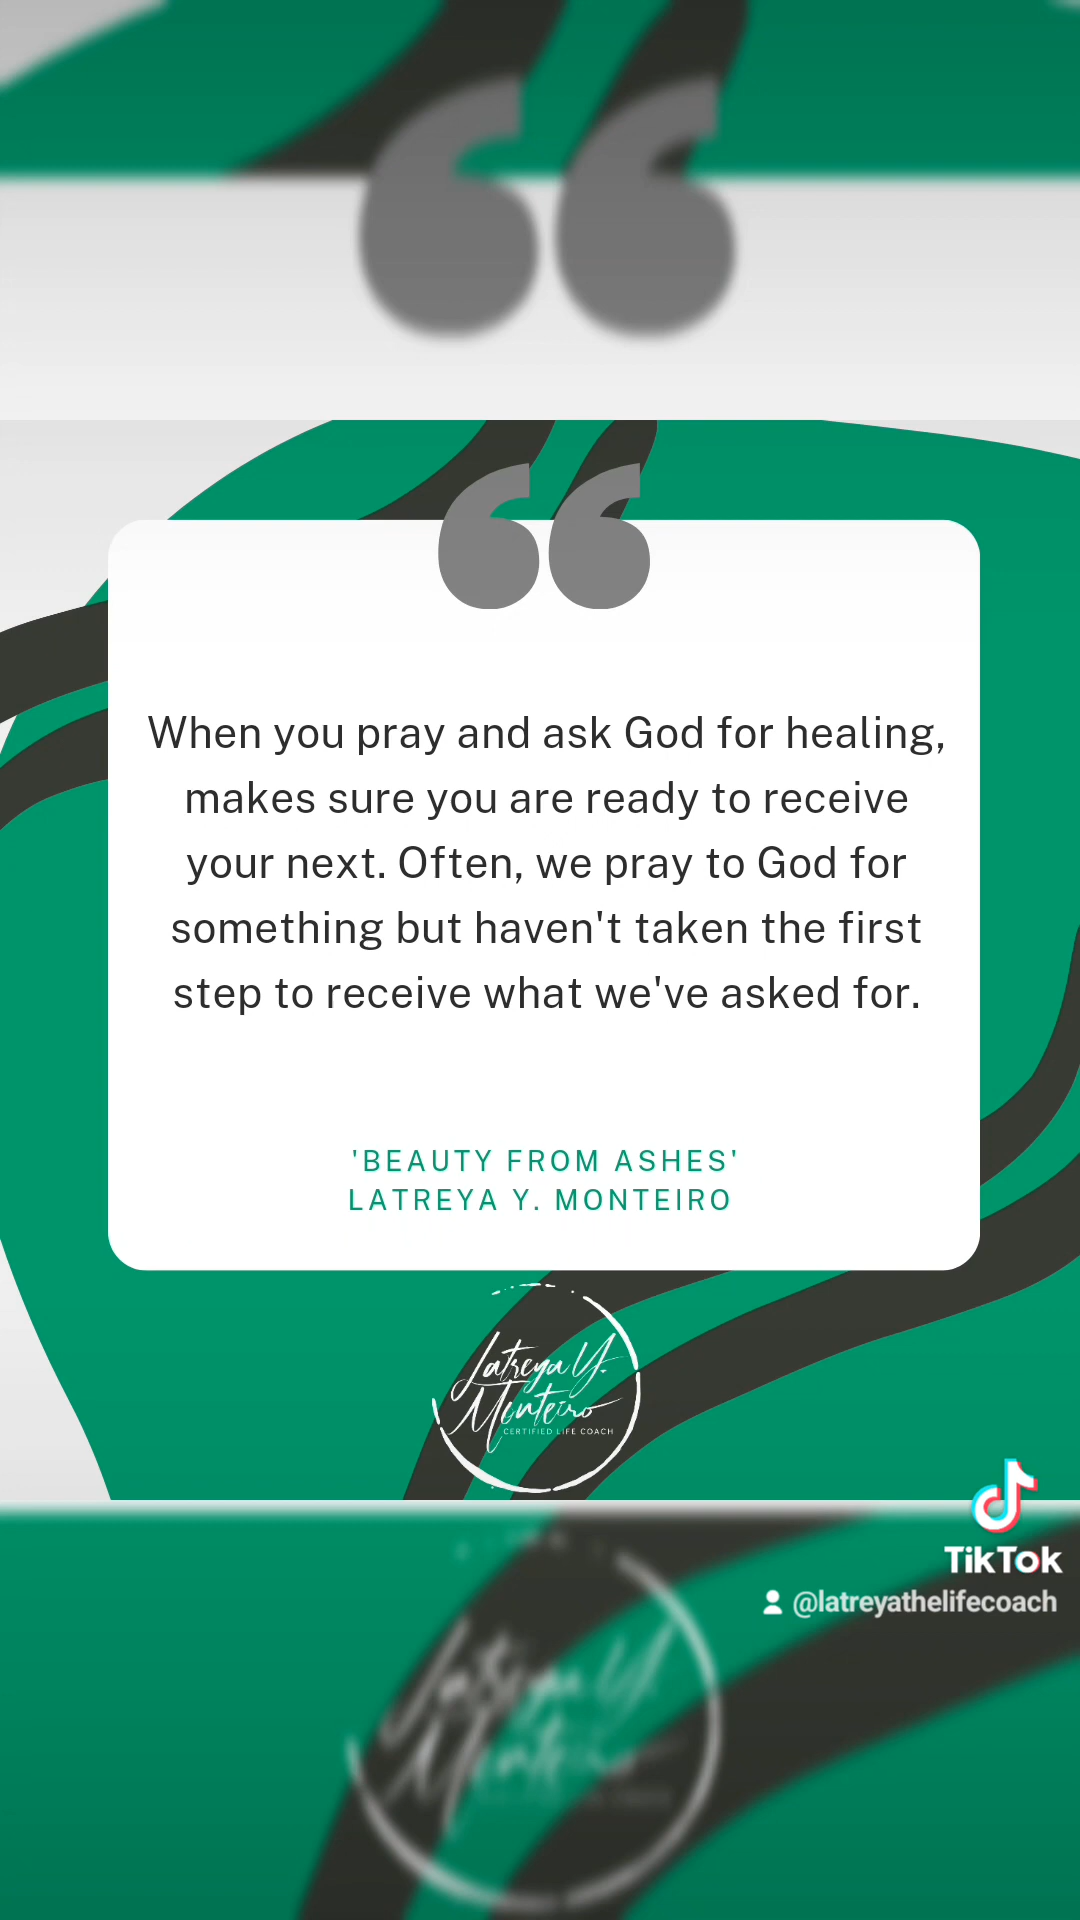 When you pray and ask God for healing,
makes sure you are ready to receive
your next. Often, we pray to God for
something but haven't taken the first
step to receive what we've asked for.
'BEAUTY FROM ASHES'
LATREYA Y. MONTEIRO
Latreya Y.
Monteiro
CERTIFIED LIFE COACH
TikTok
@latreyathelifecoach
Latreya Y.
Monteiro